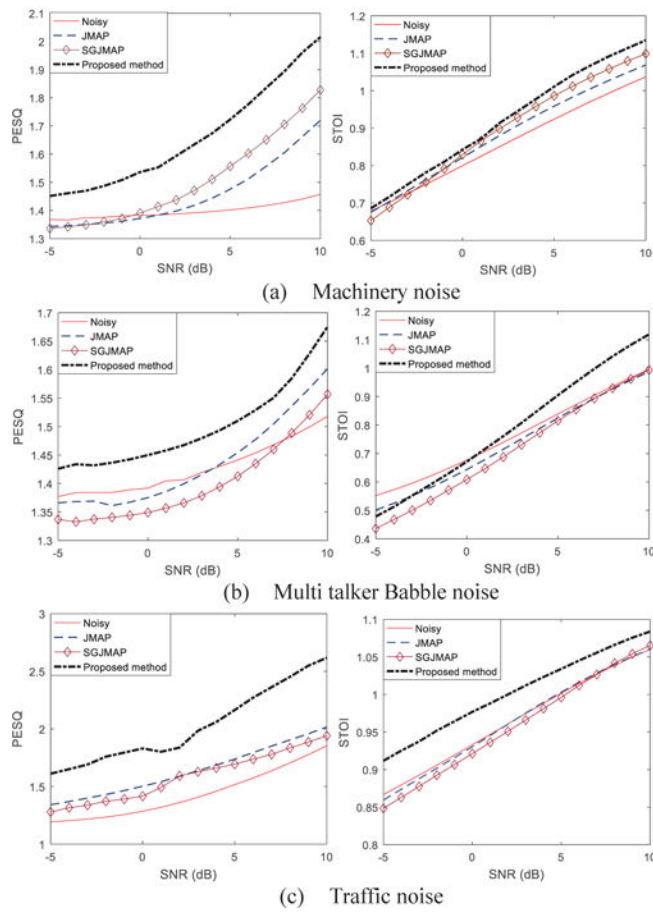 Noisy
JMAP
SGJMAP
Proposed method
PESQ
2.1
2
1.9
1.8
1.7
1.6
1.5
1.4
1.3
-5 0 5 10
SNR (dB)
Noisy
JMAP
SGJMAP
Proposed method
STOI
1.2
1.1
1
0.9
0.8
0.7
0.6
-5 0 5 10
SNR (dB)
(a) Machinery noise
Noisy
JMAP
SGJMAP
Proposed method
PESQ
1.7
1.65
1.6
1.55
1.5
1.45
1.4
1.35
1.3
-5 0 5 10
SNR (dB)
Noisy
JMAP
SGJMAP
Proposed method
STOI
1.2
1.1
1
0.9
0.8
0.7
0.6
0.5
0.4
-5 0 5 10
SNR (dB)
(b) Multi talker Babble noise
Noisy
JMAP
SGJMAP
Proposed method
PESQ
3
2.5
2
1.5
1
-5 0 5 10
SNR (dB)
Noisy
JMAP
SGJMAP
Proposed method
STOI
1.1
1.05
1
0.95
0.9
0.85
0.8
-5 0 5 10
SNR (dB)
(c) Traffic noise